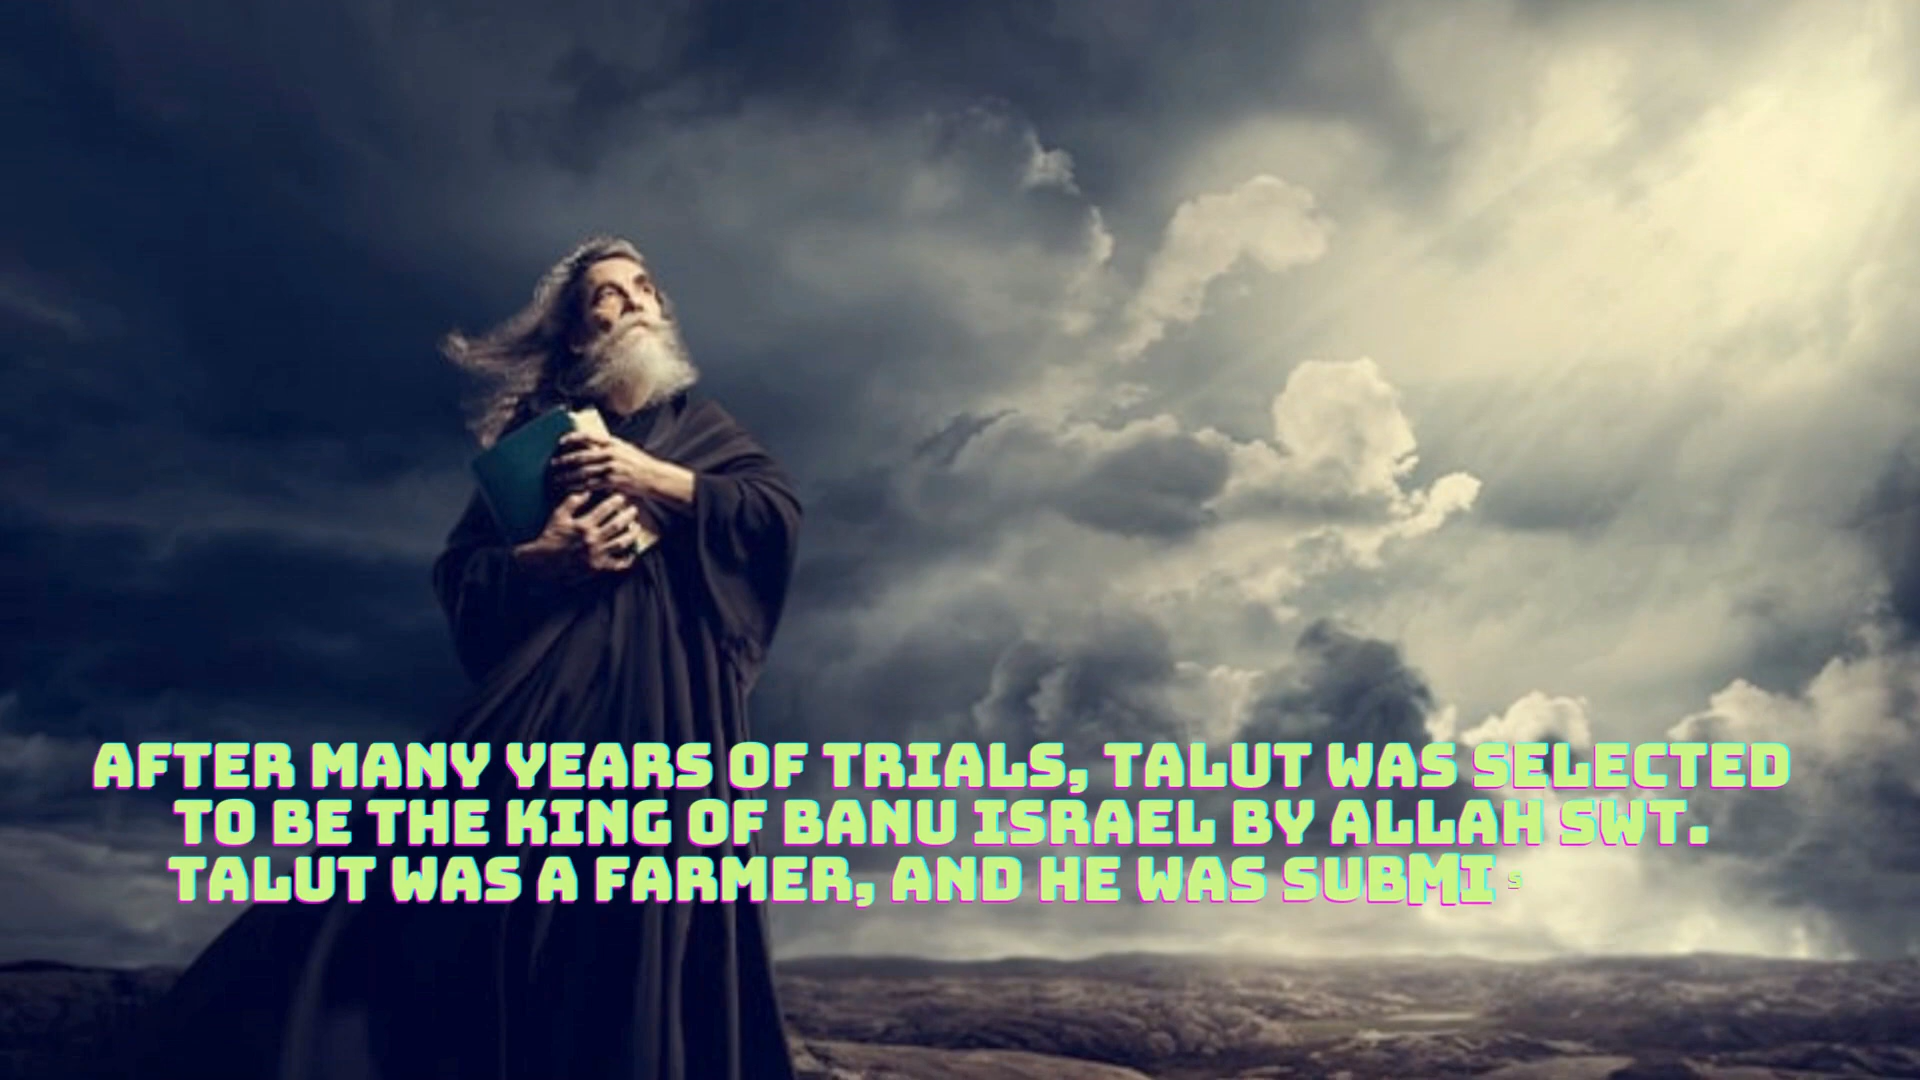 AFTER MANY YEARS OF TRIALS, TALUT WAS SELECTED
TO BE THE KING OF BANU ISRAEL BY ALLAH SWT.
TALUT WAS A FARMER, AND HE WAS SUBMIS